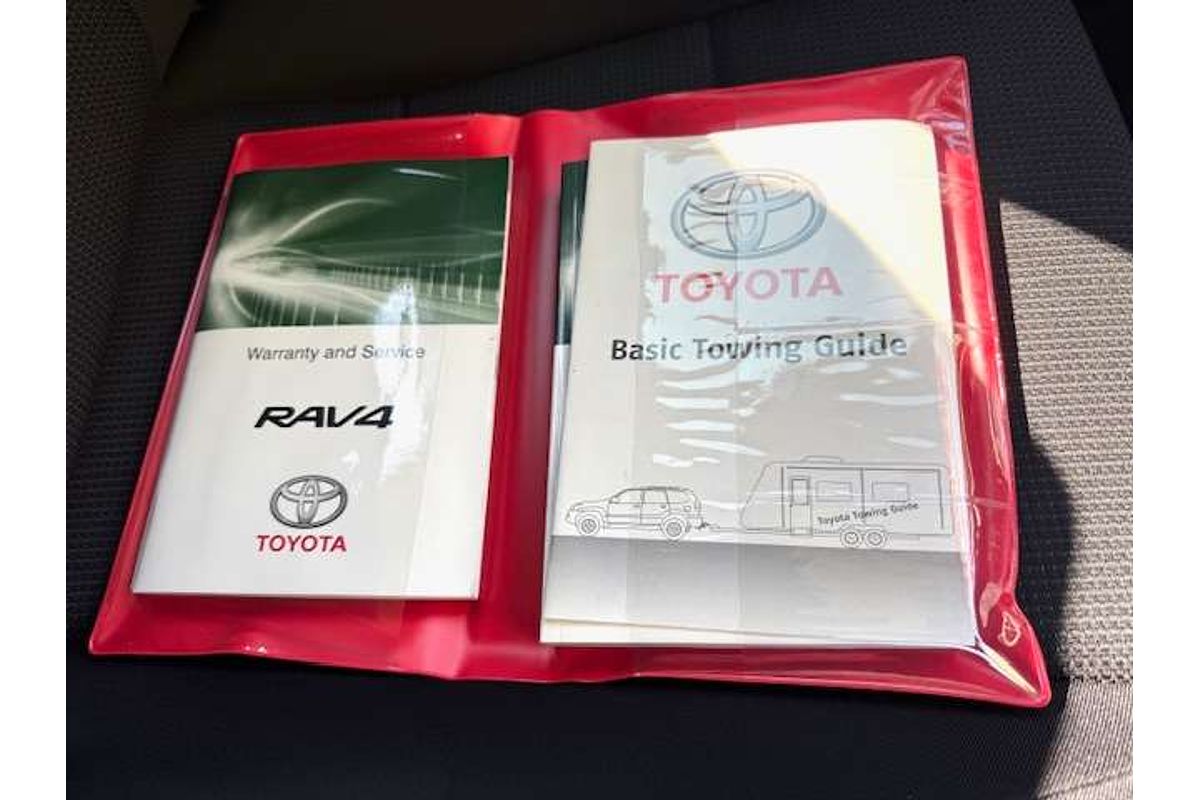 Warranty and Service
RAV4
TOYOTA
TOYOTA
Basic Towing Guide
Toyota Towing Guide